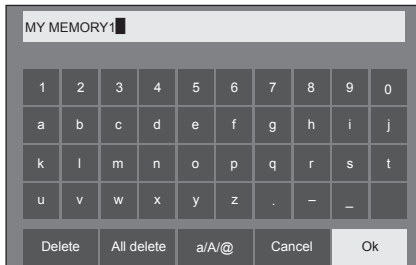 MY MEMORY1
1 2 3 4 5 6 7 8 9 0
a b c d e f g h i j
k l m n o p q r s t
u v w x y z . – _
Delete All delete a/A/@ Cancel Ok